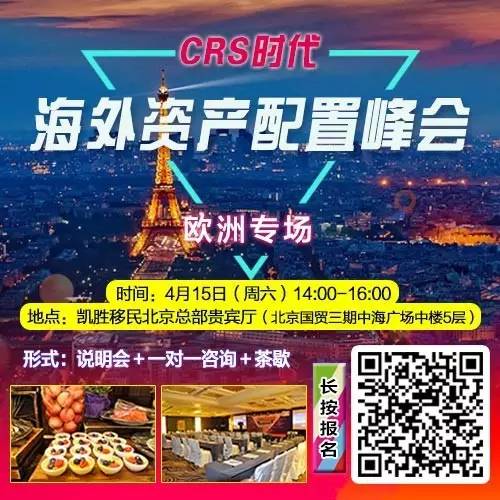 CRS时代
海外资产配置峰会
欧洲专场
时间：4月15日（周六）14:00-16:00
地点：凯胜移民北京总部贵宾厅（北京国贸三期中海广场中楼5层）
形式：说明会+一对一咨询+茶歇
长按报名